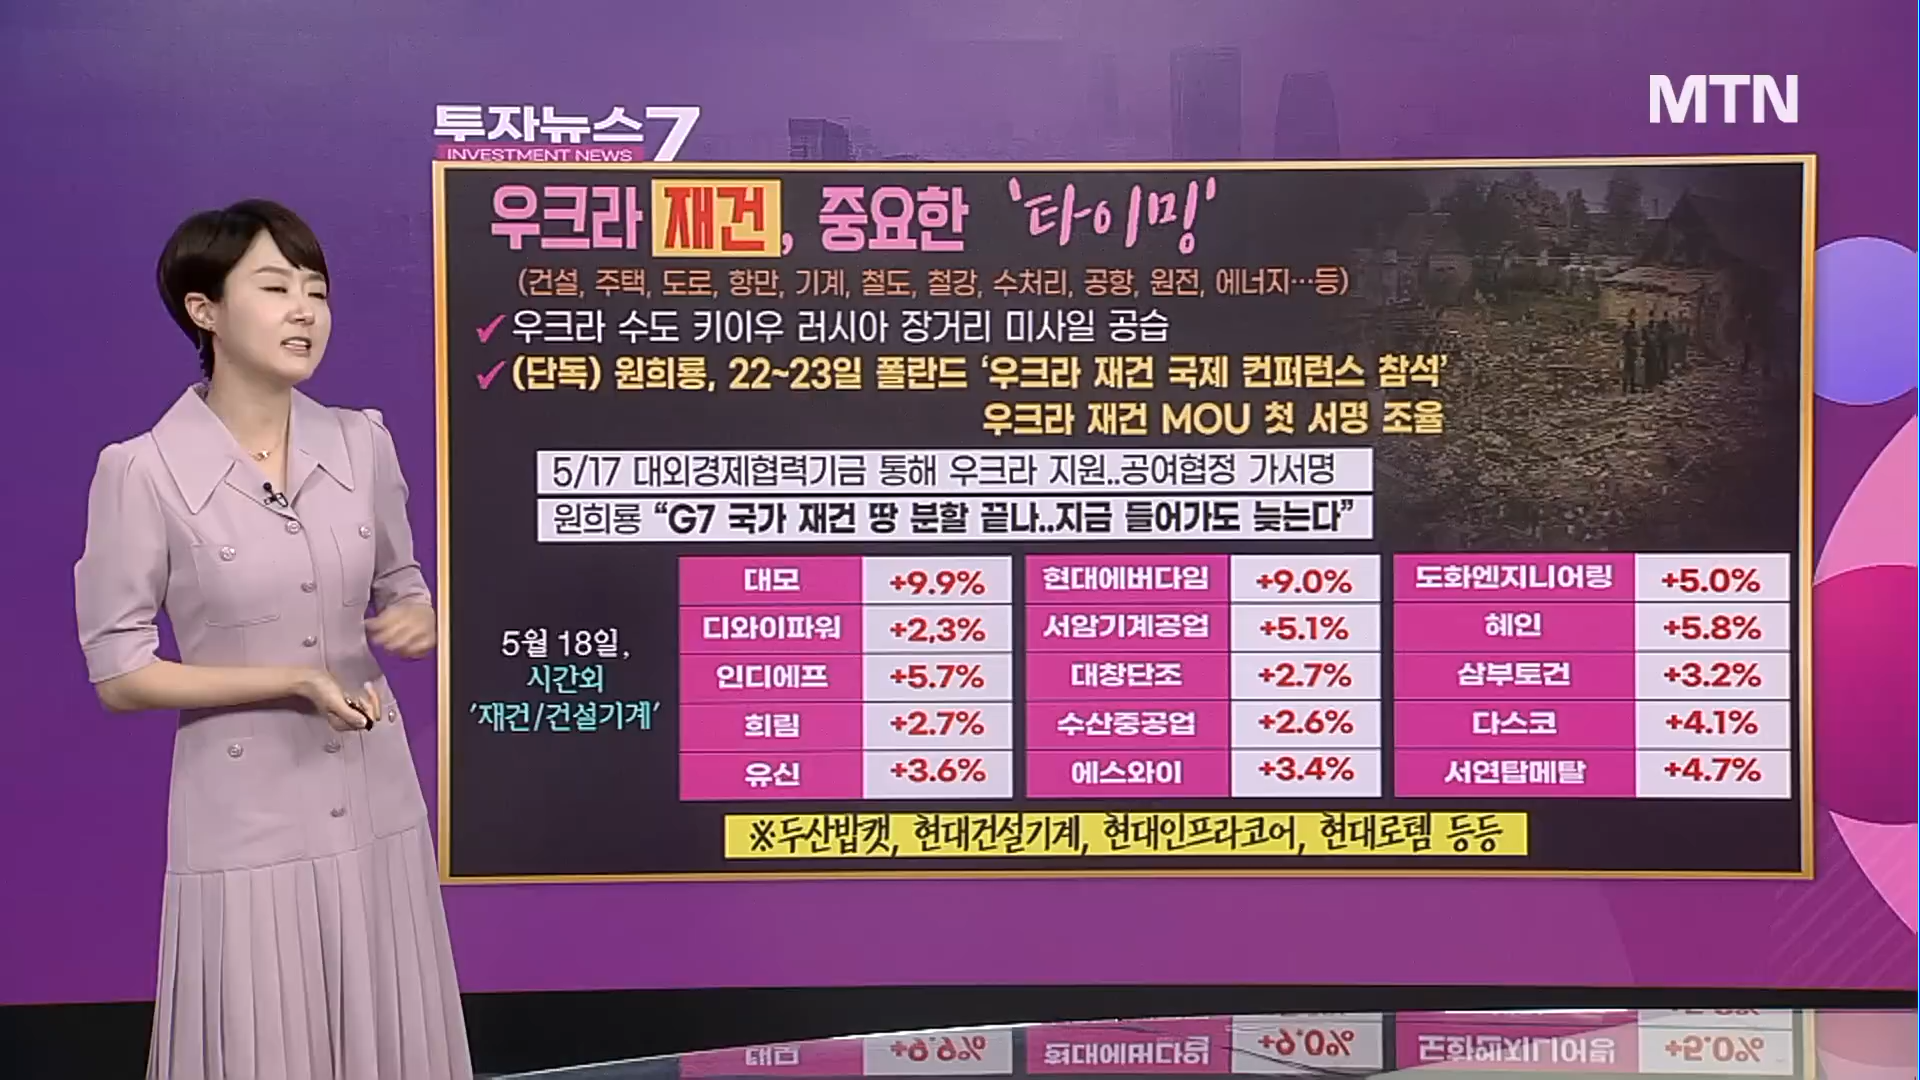 MTN
투자뉴스7
INVESTMENT NEWS
우크라 재건, 중요한 '타이밍'
(건설, 주택, 도로, 항만, 기계, 철도, 철강, 수처리, 공항, 원전, 에너지…등)
✓우크라 수도 키이우 러시아 장거리 미사일 공습
✓(단독) 원희룡, 22~23일 폴란드 '우크라 재건 국제 컨퍼런스 참석'
우크라 재건 MOU 첫 서명 조율
5/17 대외경제협력기금 통해 우크라 지원..공여협정 가서명
원희룡 “G7 국가 재건 땅 분할 끝나..지금 들어가도 늦는다”
5월 18일,
시간외
'재건/건설기계'
대모 +9.9% 현대에버다임 +9.0% 도화엔지니어링 +5.0%
디와이파워 +2,3% 서암기계공업 +5.1% 혜인 +5.8%
인디에프 +5.7% 대창단조 +2.7% 삼부토건 +3.2%
희림 +2.7% 수산중공업 +2.6% 다스코 +4.1%
유신 +3.6% 에스와이 +3.4% 서연탑메탈 +4.7%
※두산밥캣, 현대건설기계, 현대인프라코어, 현대로템 등등